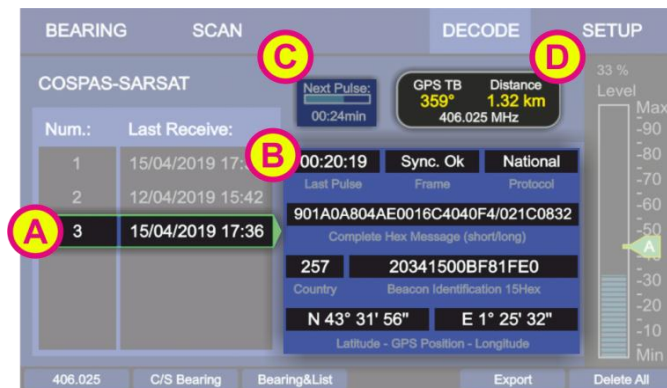 BEARING SCAN DECODE SETUP
C D
COSPAS-SARSAT
Next Pulse:
00:24min
GPS TB Distance
359° 1.32 km
406.025 MHz
33 %
Level
Max
Num.: Last Receive:
1 15/04/2019 17:
2 12/04/2019 15:42
A 3 15/04/2019 17:36
B 00:20:19 Sync. Ok National
Last Pulse Frame Protocol
901A0A804AE0016C4040F4/021C0832
Complete Hex Message (short/long)
257 20341500BF81FE0
Country Beacon Identification 15Hex
N 43° 31' 56" E 1° 25' 32"
Latitude - GPS Position - Longitude
-90
-80
-70
-60
-50
A
-30
-20
-10
Min
406.025 C/S Bearing Bearing&List Export Delete All